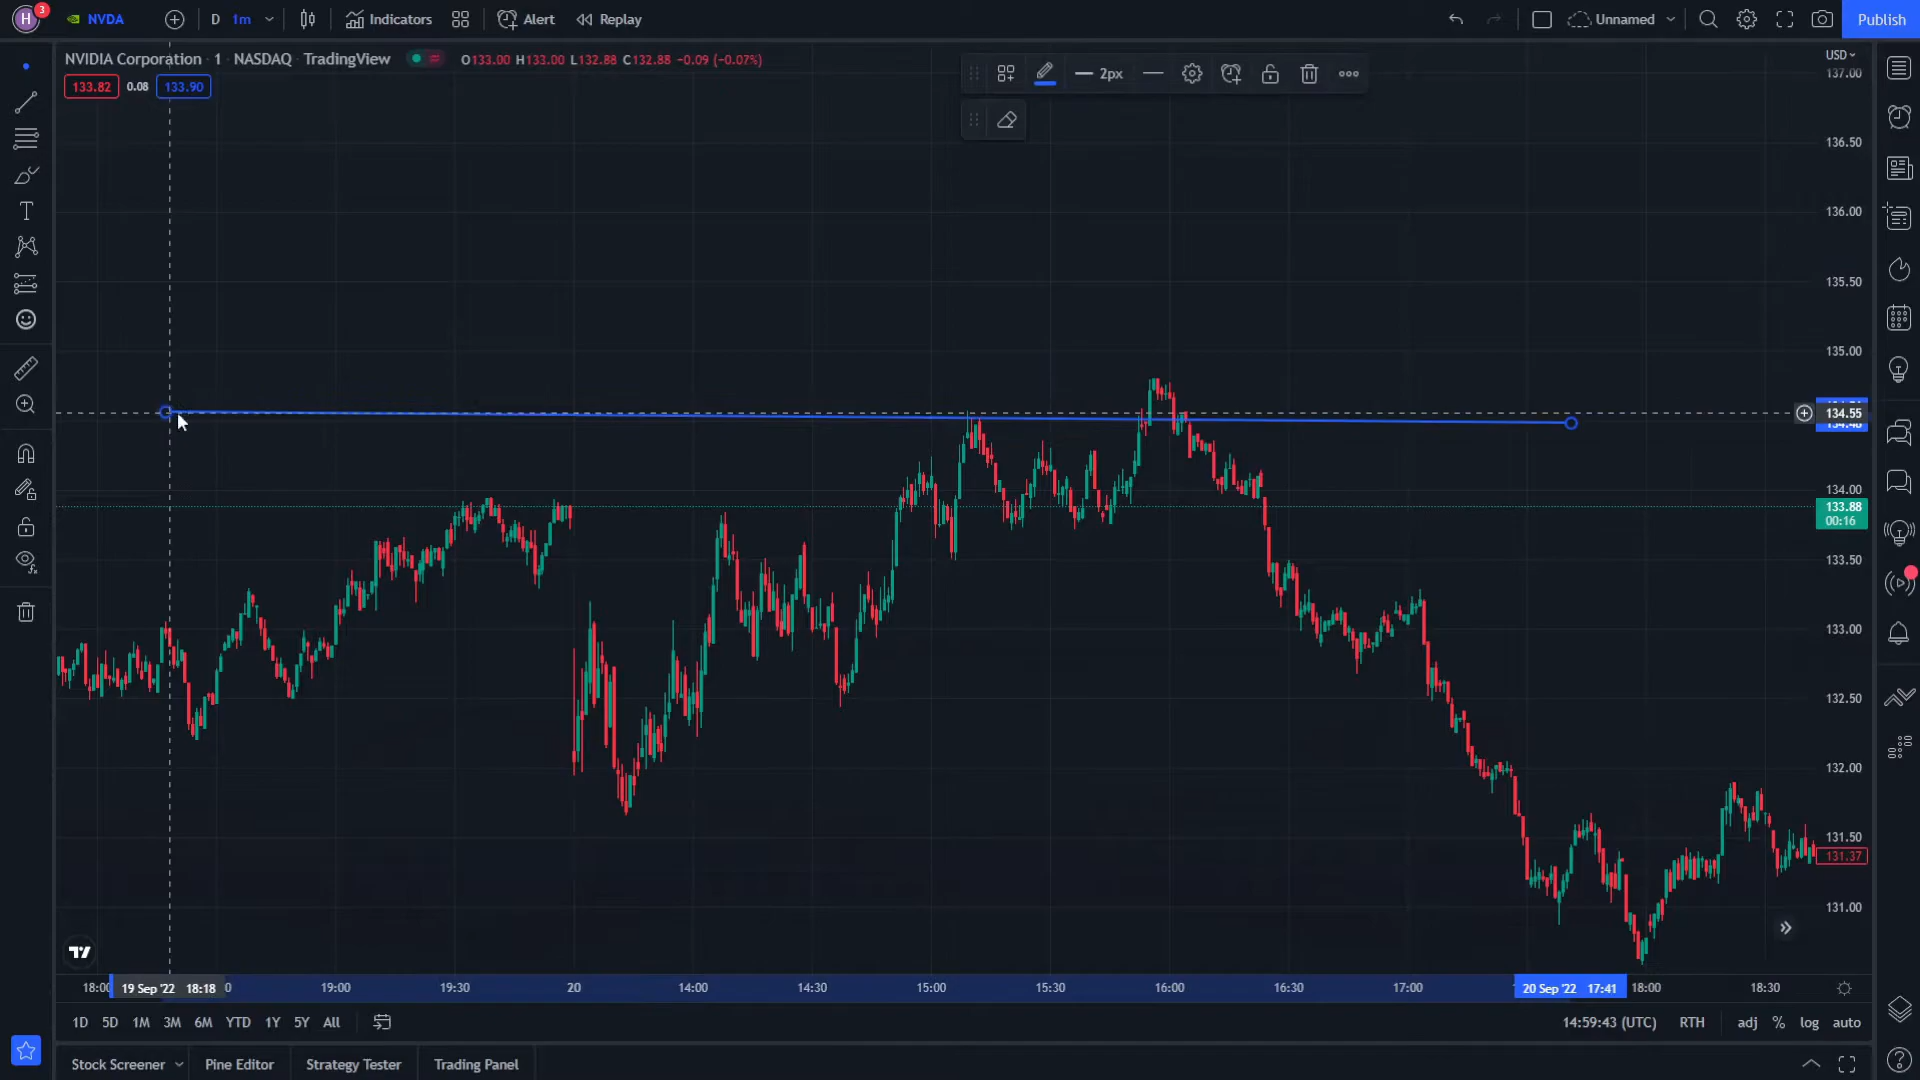 H 3 NVDA D 1m Indicators Alert Replay Unnamed Publish
NVIDIA Corporation · 1 · NASDAQ · TradingView O133.00 H133.00 L132.88 C132.88 -0.09 (-0.07%)
133.82 0.08 133.90
2px
USD
137.00
136.50
136.00
135.50
135.00
134.55
134.00
133.88
00:16
133.50
133.00
132.50
132.00
131.50
131.37
131.00
18:00 19 Sep '22 18:18 19:00 19:30 20 14:00 14:30 15:00 15:30 16:00 16:30 17:00 20 Sep '22 17:41 18:00 18:30
1D 5D 1M 3M 6M YTD 1Y 5Y All 14:59:43 (UTC) RTH adj % log auto
Stock Screener Pine Editor Strategy Tester Trading Panel